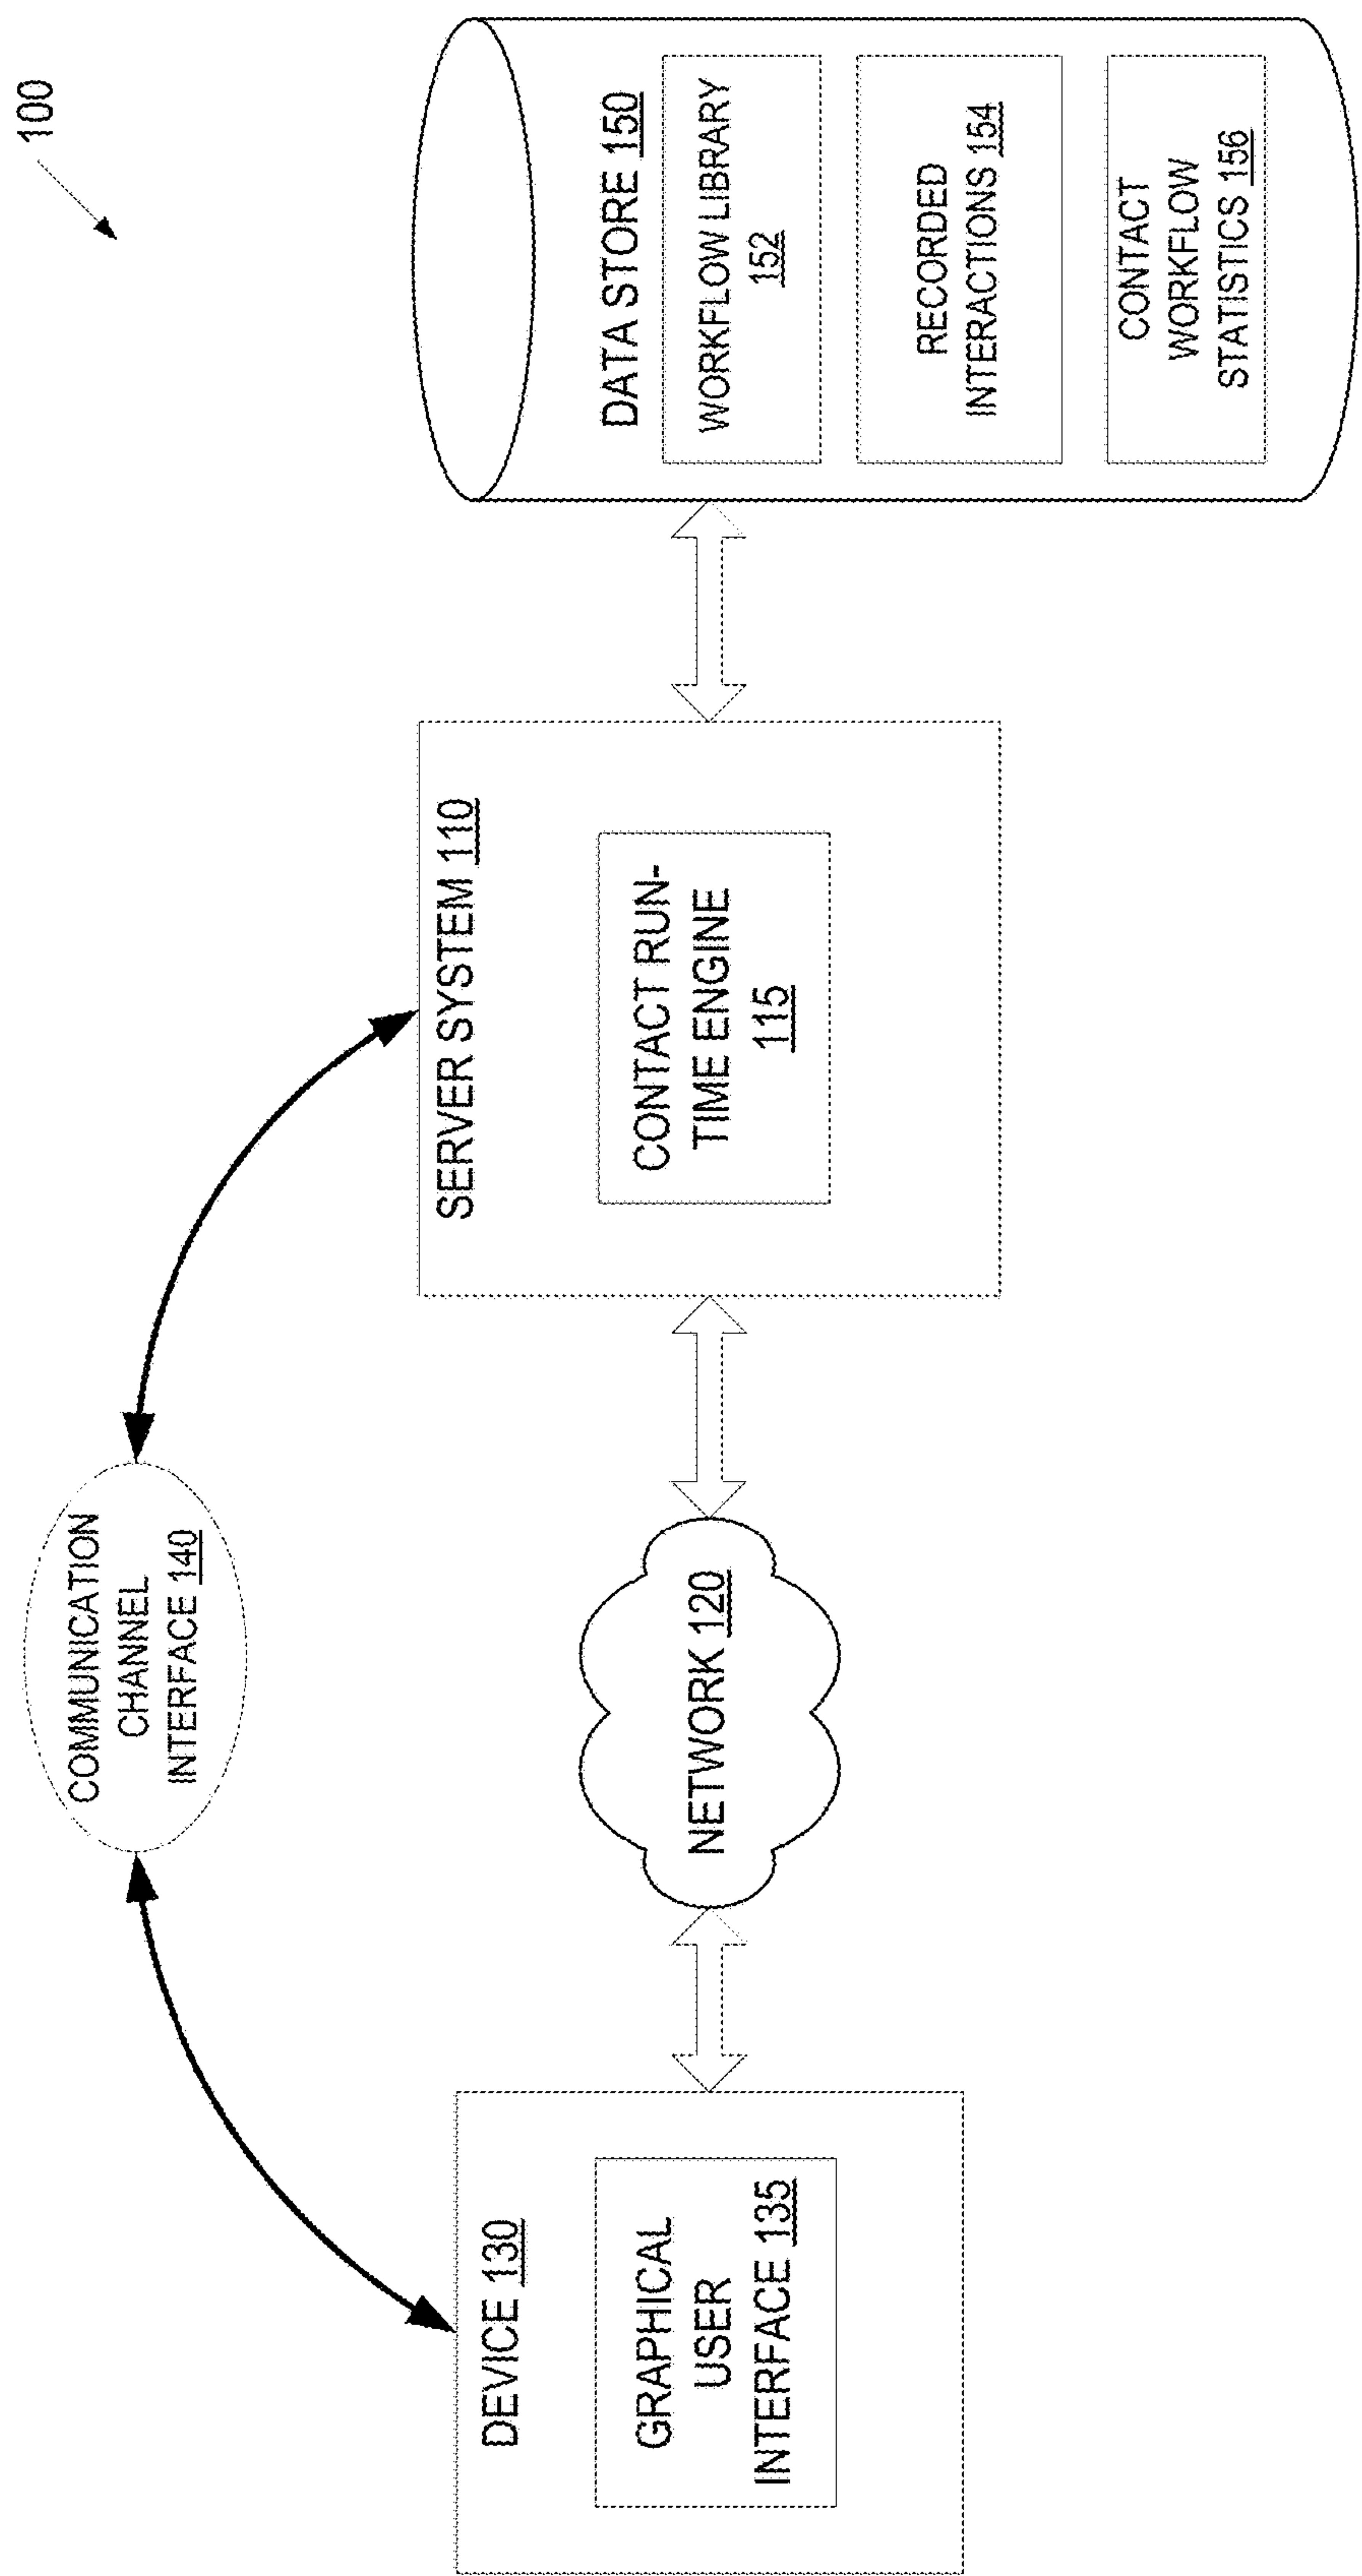 100
COMMUNICATION
CHANNEL
INTERFACE 140
DEVICE 130
GRAPHICAL
USER
INTERFACE 135
NETWORK 120
SERVER SYSTEM 110
CONTACT RUN-
TIME ENGINE
115
DATA STORE 150
WORKFLOW LIBRARY
152
RECORDED
INTERACTIONS 154
CONTACT
WORKFLOW
STATISTICS 156